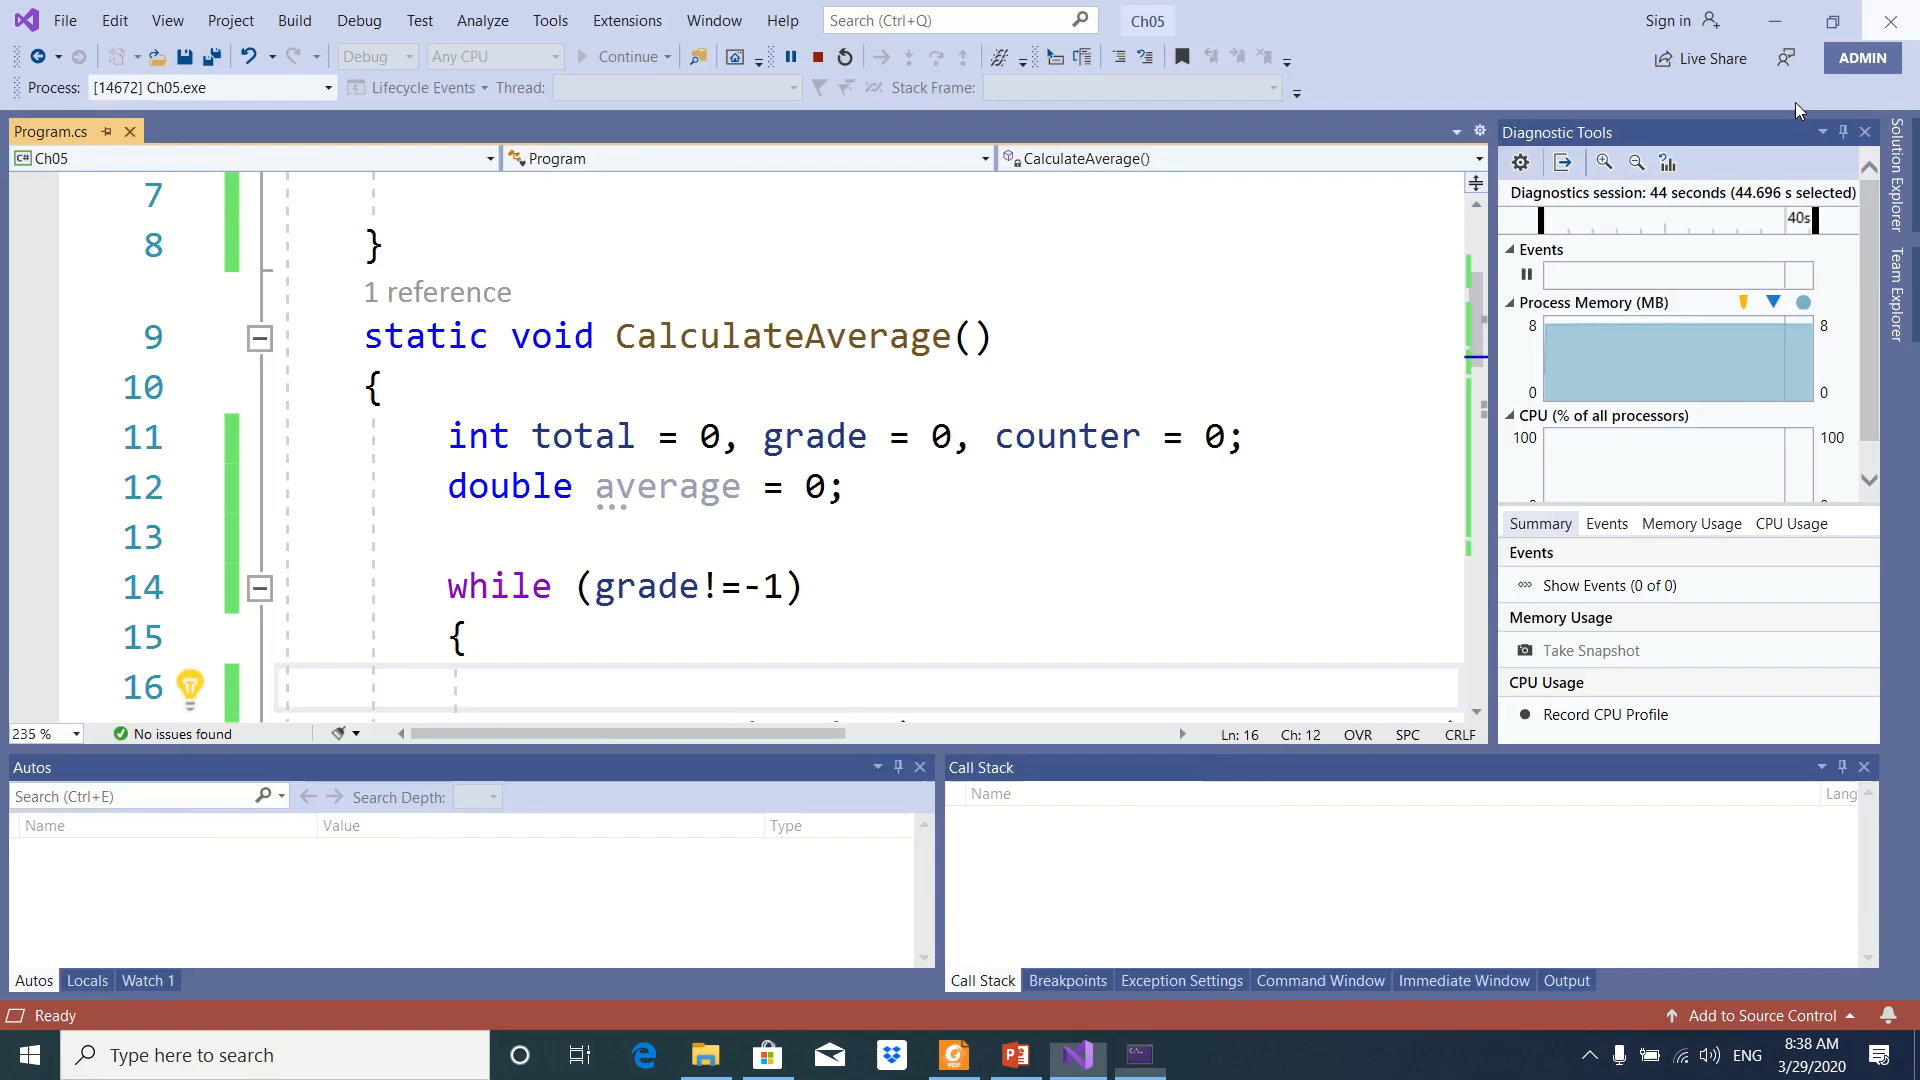 File Edit View Project Build Debug Test Analyze Tools Extensions Window Help Search (Ctrl+Q) Ch05 Sign in
Debug Any CPU Continue Live Share ADMIN
Process: [14672] Ch05.exe Lifecycle Events Thread: Stack Frame:
Program.cs
Ch05 Program CalculateAverage()
7
8 }
1 reference
9 static void CalculateAverage()
10 {
11 int total = 0, grade = 0, counter = 0;
12 double average = 0;
13
14 while (grade!=-1)
15 {
16
235 % No issues found Ln: 16 Ch: 12 OVR SPC CRLF
Diagnostic Tools
Diagnostics session: 44 seconds (44.696 s selected)
40s
Events
Process Memory (MB)
8 8
0 0
CPU (% of all processors)
100 100
Summary Events Memory Usage CPU Usage
Events
Show Events (0 of 0)
Memory Usage
Take Snapshot
CPU Usage
Record CPU Profile
Solution Explorer
Team Explorer
Autos
Search (Ctrl+E) Search Depth:
Name Value Type
Autos Locals Watch 1
Call Stack
Name Lang
Call Stack Breakpoints Exception Settings Command Window Immediate Window Output
Ready Add to Source Control
Type here to search ENG 8:38 AM
3/29/2020